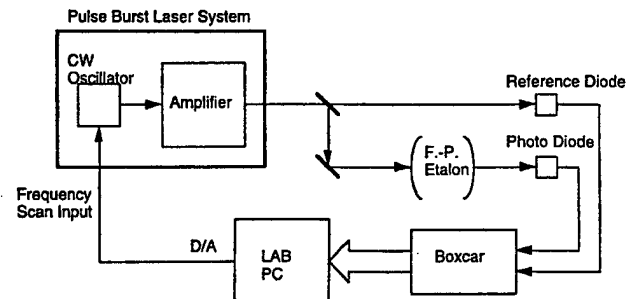 Pulse Burst Laser System
CW
Oscillator
Amplifier
Reference Diode
Photo Diode
F.-P.
Etalon
Frequency
Scan Input
D/A
LAB
PC
Boxcar